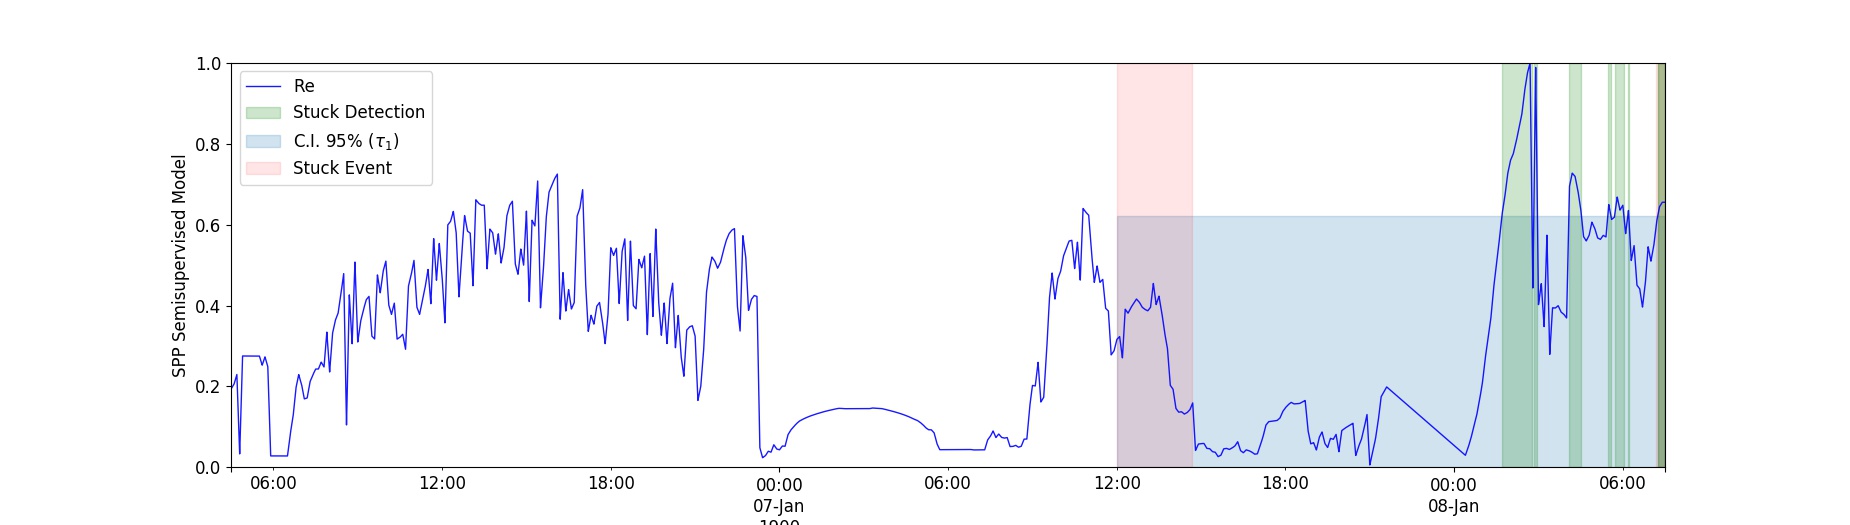 1.0
0.8
0.6
0.4
0.2
0.0
SPP Semisupervised Model
Re
Stuck Detection
C.I. 95% (τ₁)
Stuck Event
06:00 12:00 18:00 00:00 06:00 12:00 18:00 00:00 06:00
07-Jan 08-Jan
1900